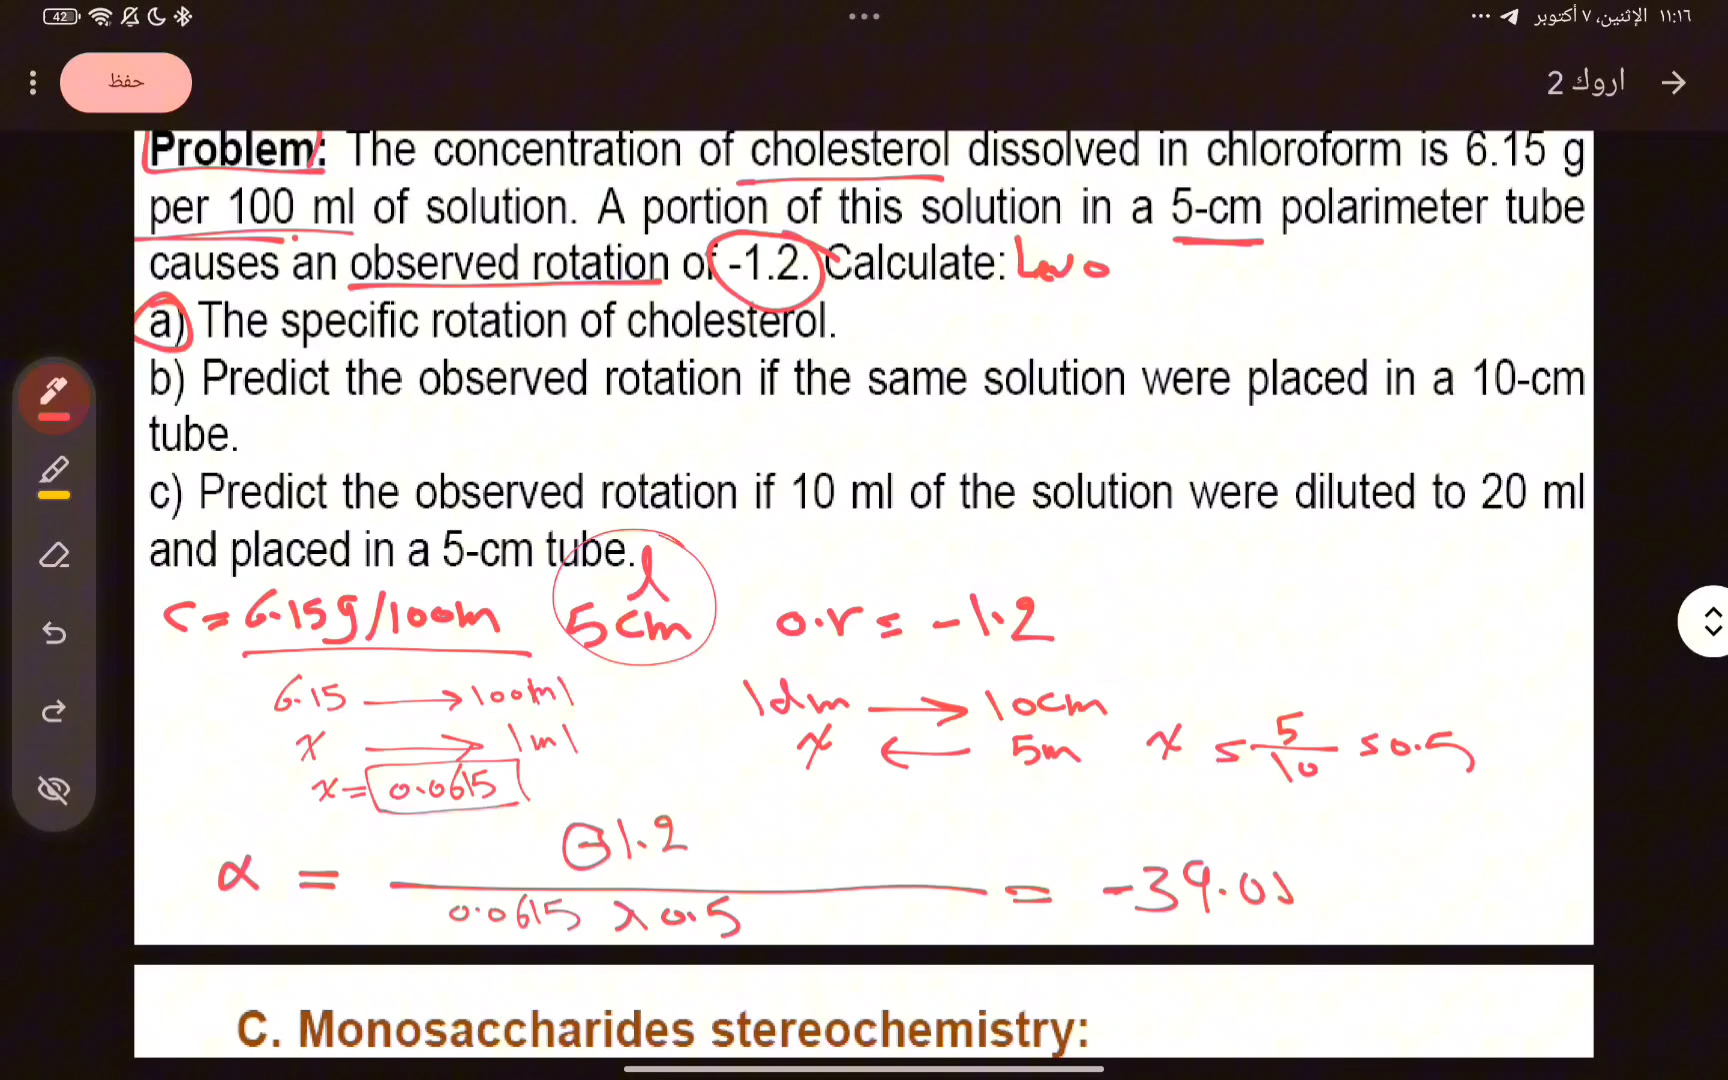 42
١١:١٦ الإثنين، ٧ أكتوبر
حفظ
اروك 2
Problem: The concentration of cholesterol dissolved in chloroform is 6.15 g
per 100 ml of solution. A portion of this solution in a 5-cm polarimeter tube
causes an observed rotation of -1.2. Calculate:
a) The specific rotation of cholesterol.
b) Predict the observed rotation if the same solution were placed in a 10-cm
tube.
c) Predict the observed rotation if 10 ml of the solution were diluted to 20 ml
and placed in a 5-cm tube.
c = 6.15g/100m l 5cm o.r = -1.2
6.15 → 100ml 1dm → 10cm
x → 1ml x ← 5m x = 5/10 = 0.5
x = 0.0615
-1.2
α = = -39.0
0.0615 x 0.5
C. Monosaccharides stereochemistry: